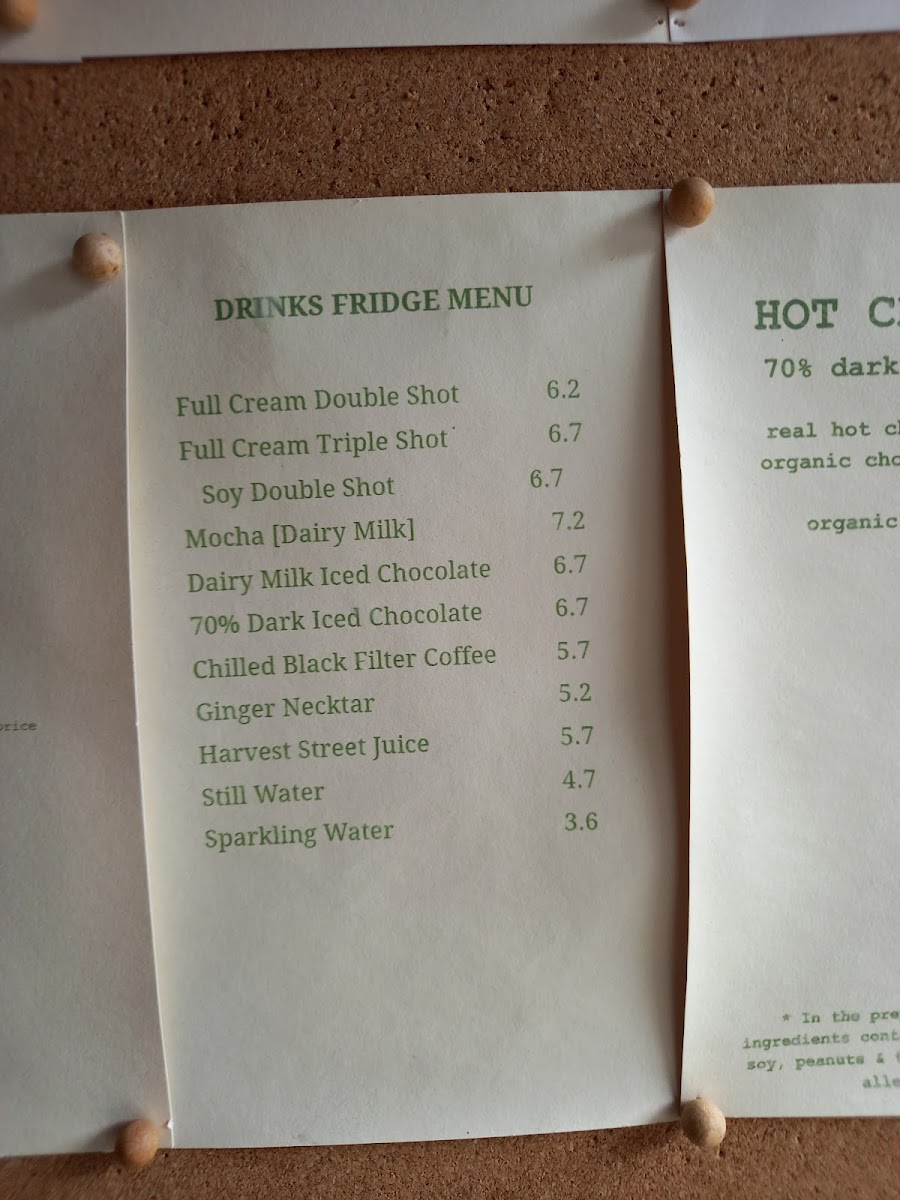 DRINKS FRIDGE MENU
Full Cream Double Shot 6.2
Full Cream Triple Shot 6.7
Soy Double Shot 6.7
Mocha [Dairy Milk] 7.2
Dairy Milk Iced Chocolate 6.7
70% Dark Iced Chocolate 6.7
Chilled Black Filter Coffee 5.7
Ginger Necktar 5.2
Harvest Street Juice 5.7
Still Water 4.7
Sparkling Water 3.6
HOT
70% dark
real hot
organic
organic
* In the
ingredients
soy, peanuts &